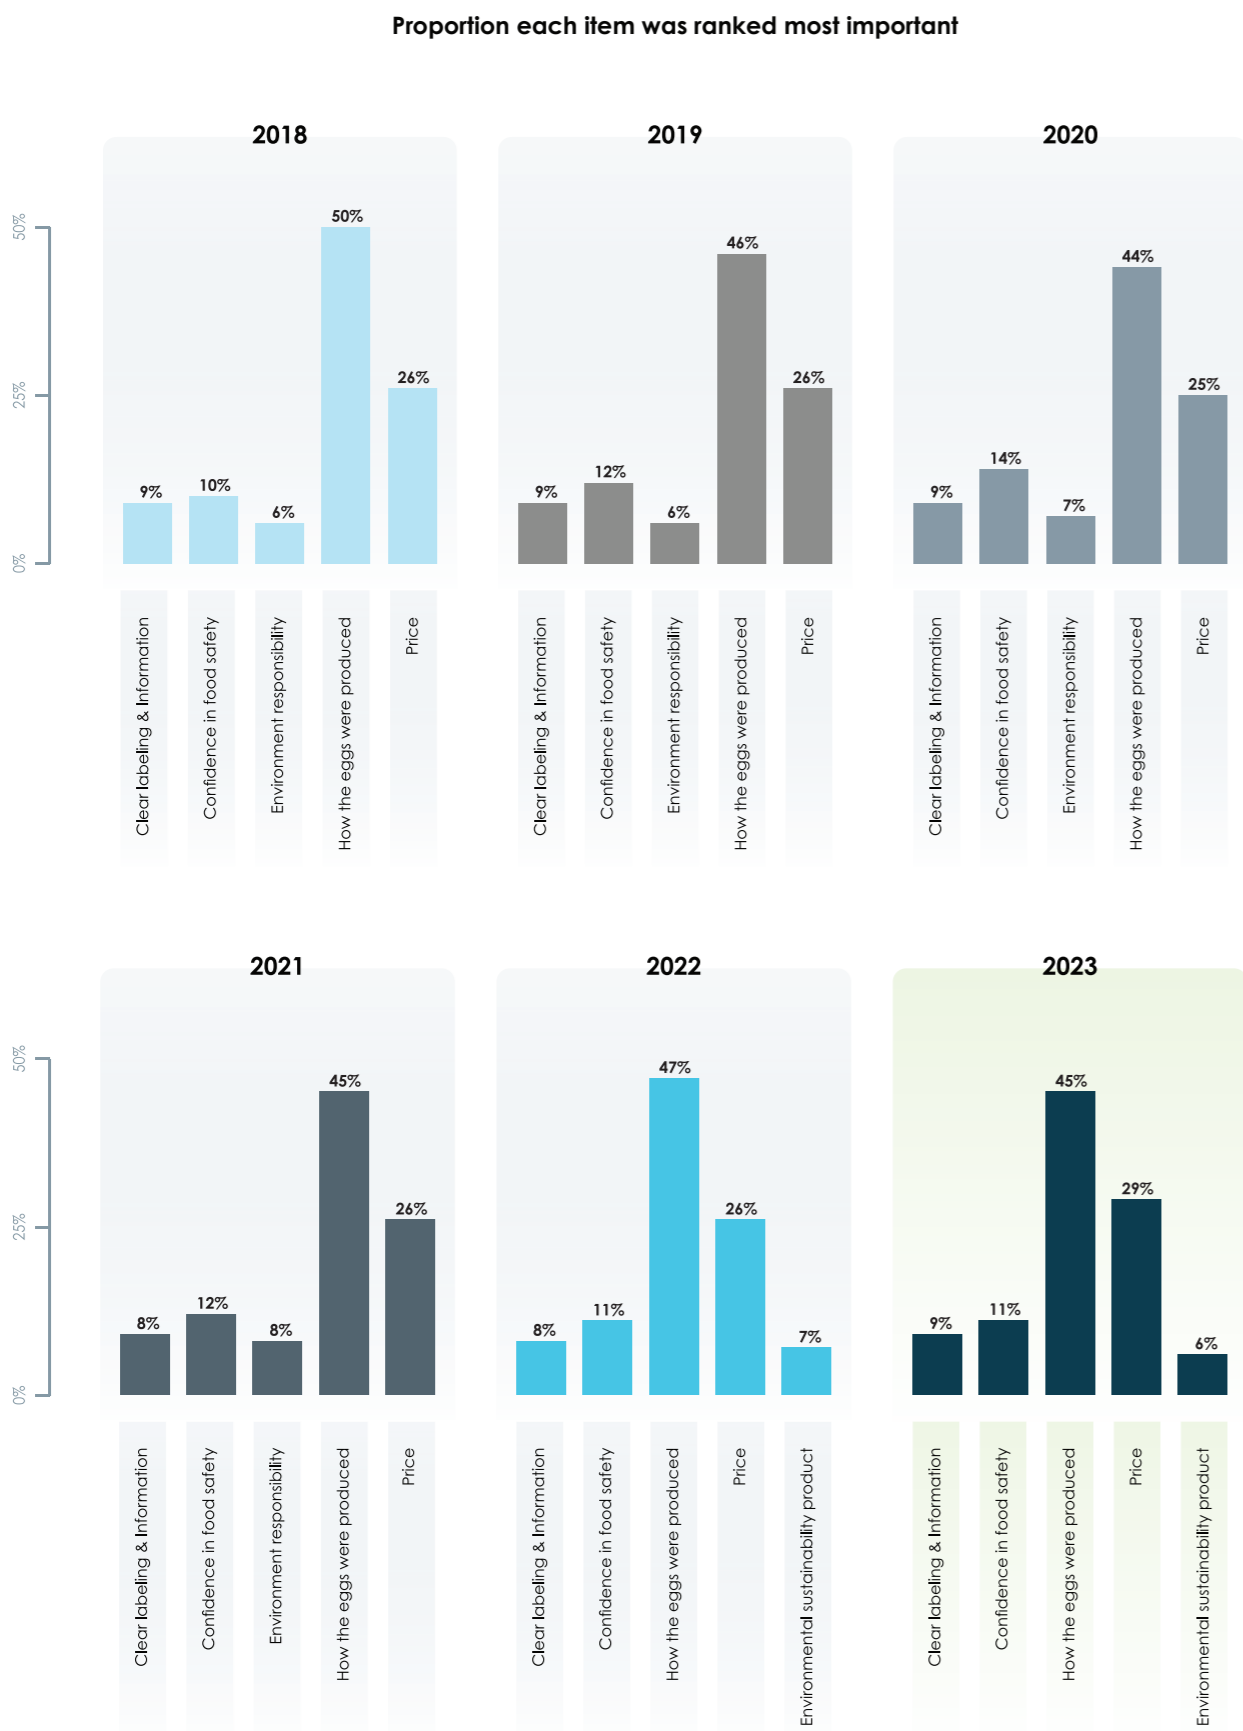 Proportion each item was ranked most important
2018
2019
2020
50%
25%
0%
9%
10%
6%
50%
26%
9%
12%
6%
46%
26%
9%
14%
7%
44%
25%
Clear labeling & Information
Confidence in food safety
Environment responsibility
How the eggs were produced
Price
Clear labeling & Information
Confidence in food safety
Environment responsibility
How the eggs were produced
Price
Clear labeling & Information
Confidence in food safety
Environment responsibility
How the eggs were produced
Price
2021
2022
2023
50%
25%
0%
8%
12%
8%
45%
26%
8%
11%
47%
26%
7%
9%
11%
45%
29%
6%
Clear labeling & Information
Confidence in food safety
Environment responsibility
How the eggs were produced
Price
Clear labeling & Information
Confidence in food safety
How the eggs were produced
Price
Environmental sustainability product
Clear labeling & Information
Confidence in food safety
How the eggs were produced
Price
Environmental sustainability product